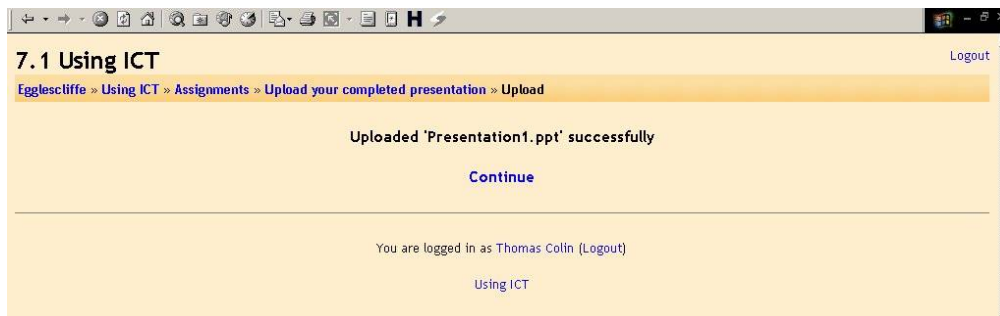 7.1 Using ICT
Logout
Egglescliffe » Using ICT » Assignments » Upload your completed presentation » Upload
Uploaded 'Presentation1.ppt' successfully
Continue
You are logged in as Thomas Colin (Logout)
Using ICT